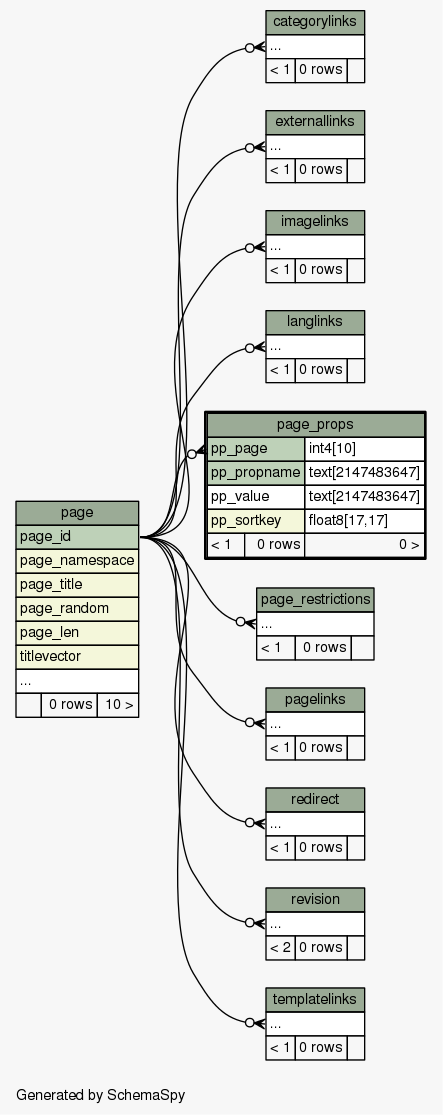 categorylinks
...
< 1 0 rows
externallinks
...
< 1 0 rows
imagelinks
...
< 1 0 rows
langlinks
...
< 1 0 rows
page_props
pp_page int4[10]
pp_propname text[2147483647]
pp_value text[2147483647]
pp_sortkey float8[17,17]
< 1 0 rows 0 >
page
page_id
page_namespace
page_title
page_random
page_len
titlevector
...
0 rows 10 >
page_restrictions
...
< 1 0 rows
pagelinks
...
< 1 0 rows
redirect
...
< 1 0 rows
revision
...
< 2 0 rows
templatelinks
...
< 1 0 rows
Generated by SchemaSpy